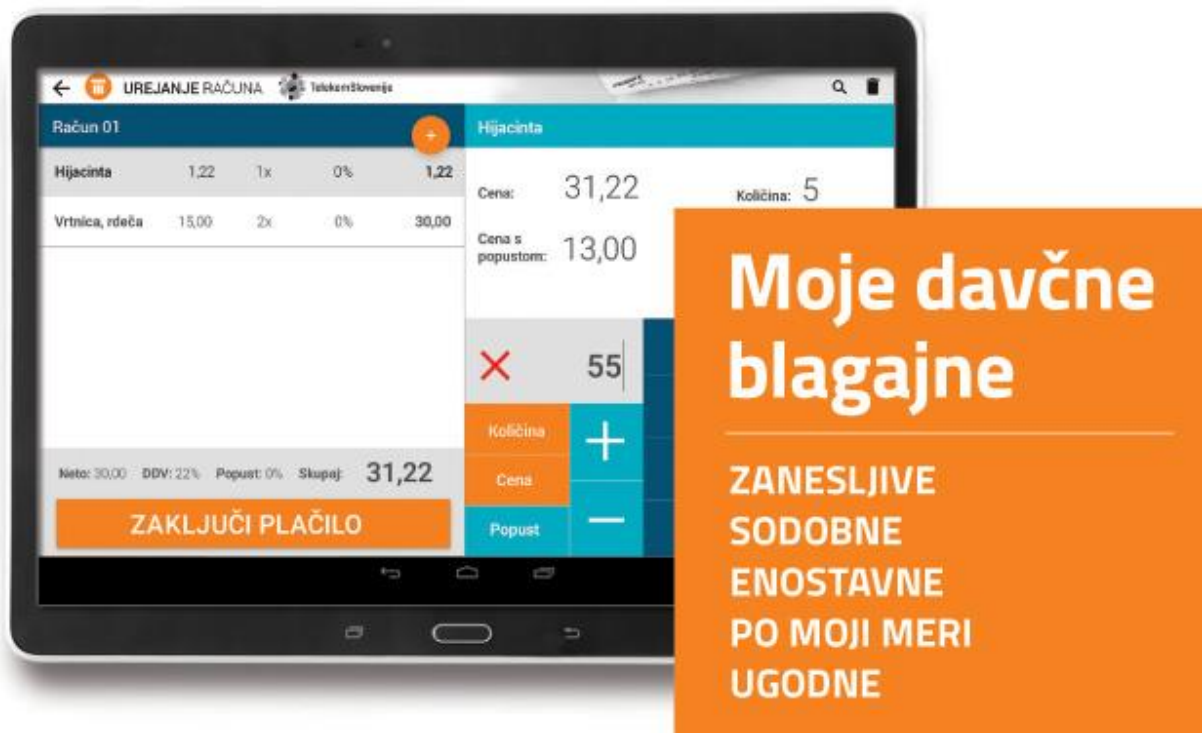 UREJANJE RAČUNA TelekomSlovenije
Račun 01
+
Hijacinta 1,22 1x 0% 1,22
Vrtnica, rdeča 15,00 2x 0% 30,00
Neto: 30,00 DDV: 22% Popust: 0% Skupaj: 31,22
ZAKLJUČI PLAČILO
Hijacinta
Cena: 31,22 Količina: 5
Cena s
popustom: 13,00
55
Količina
Cena
Popust
+
−
Moje davčne
blagajne
ZANESLJIVE
SODOBNE
ENOSTAVNE
PO MOJI MERI
UGODNE